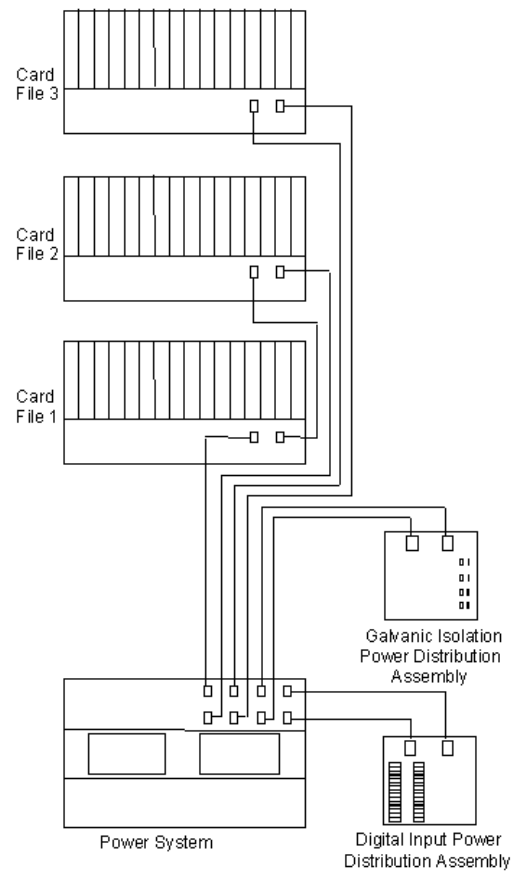 Card
File 3
Card
File 2
Card
File 1
Galvanic Isolation
Power Distribution
Assembly
Power System
Digital Input Power
Distribution Assembly